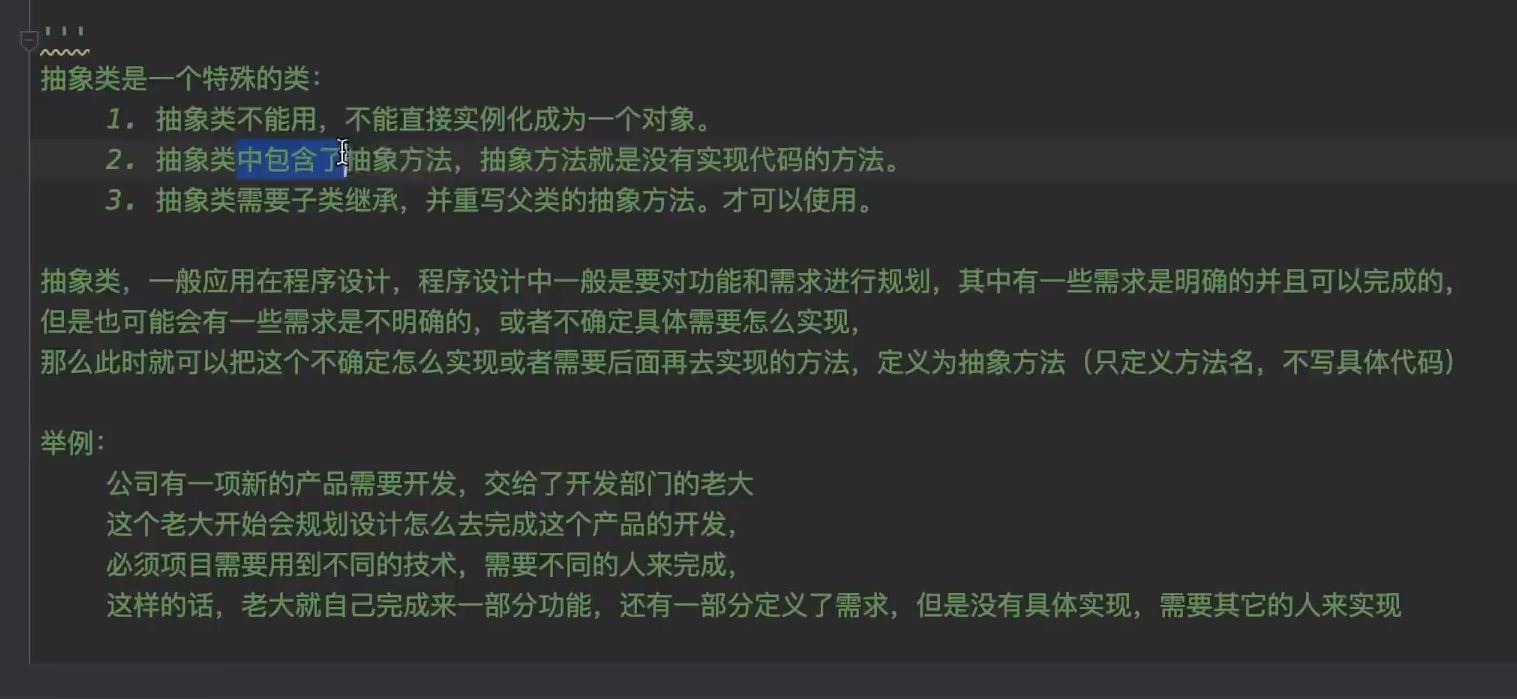 '''
抽象类是一个特殊的类：
1. 抽象类不能用，不能直接实例化成为一个对象。
2. 抽象类中包含了抽象方法，抽象方法就是没有实现代码的方法。
3. 抽象类需要子类继承，并重写父类的抽象方法。才可以使用。
抽象类，一般应用在程序设计，程序设计中一般是要对功能和需求进行规划，其中有一些需求是明确的并且可以完成的，
但是也可能会有一些需求是不明确的，或者不确定具体需要怎么实现，
那么此时就可以把这个不确定怎么实现或者需要后面再去实现的方法，定义为抽象方法（只定义方法名，不写具体代码）
举例：
公司有一项新的产品需要开发，交给了开发部门的老大
这个老大开始会规划设计怎么去完成这个产品的开发，
必须项目需要用到不同的技术，需要不同的人来完成，
这样的话，老大就自己完成来一部分功能，还有一部分定义了需求，但是没有具体实现，需要其它的人来实现